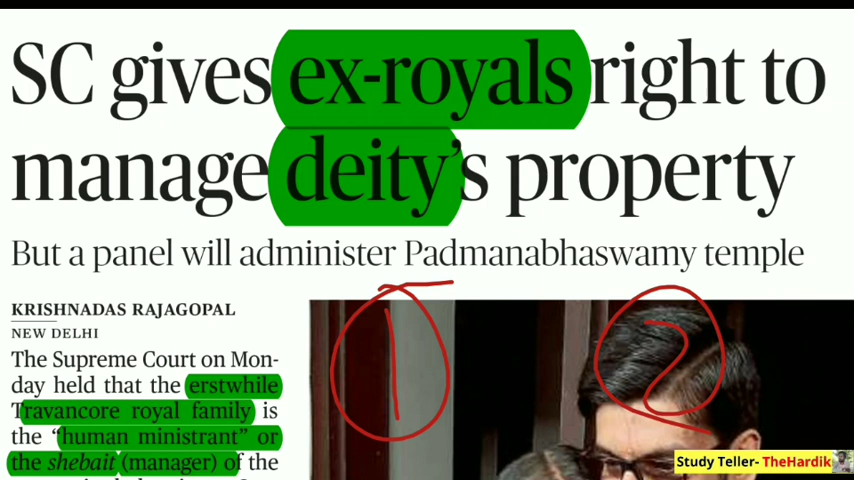 SC gives ex-royals right to
manage deity's property
But a panel will administer Padmanabhaswamy temple
KRISHNADAS RAJAGOPAL
NEW DELHI
The Supreme Court on Mon-
day held that the erstwhile
Travancore royal family is
the "human ministrant" or
the shebait (manager) of the
1
2
Study Teller- TheHardik